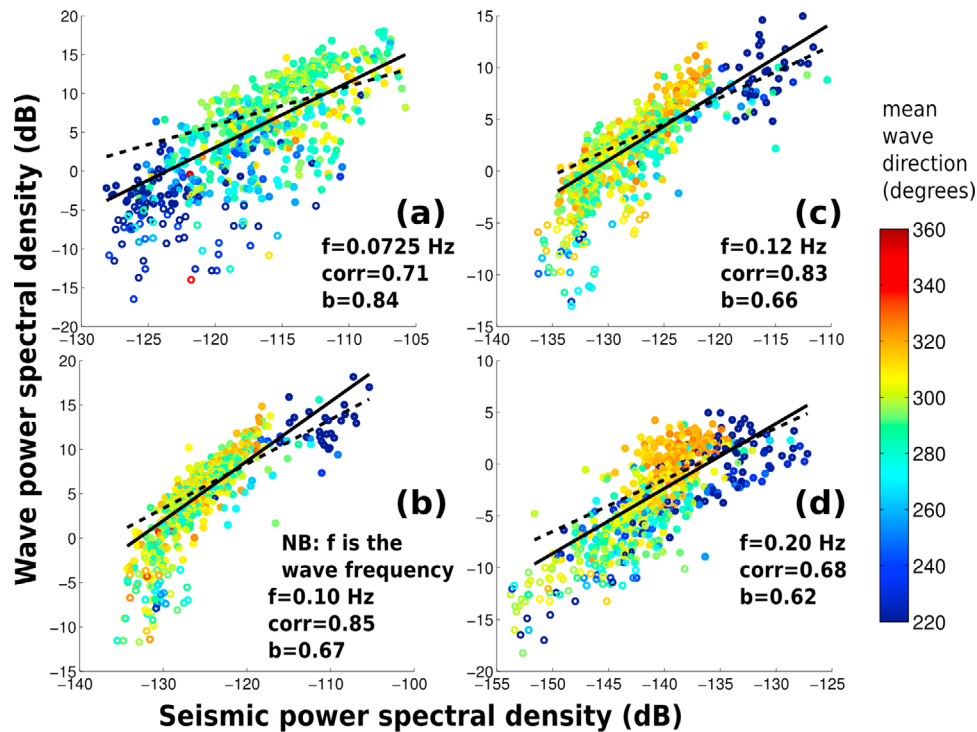 Wave power spectral density (dB)
20
15
10
5
0
−5
−10
−15
20
−130
−125
−120
−115
−110
−105
(a)
f=0.0725 Hz
corr=0.71
b=0.84
15
10
5
0
−5
−10
−15
−140
−135
−130
−125
−120
−115
−110
(c)
f=0.12 Hz
corr=0.83
b=0.66
20
15
10
5
0
−5
−10
−15
−140
−130
−120
−110
−100
(b)
NB: f is the
wave frequency
f=0.10 Hz
corr=0.85
b=0.67
10
5
0
−5
−10
−15
−20
−155
−150
−145
−140
−135
−130
−125
(d)
f=0.20 Hz
corr=0.68
b=0.62
Seismic power spectral density (dB)
mean
wave
direction
(degrees)
360
340
320
300
280
260
240
220